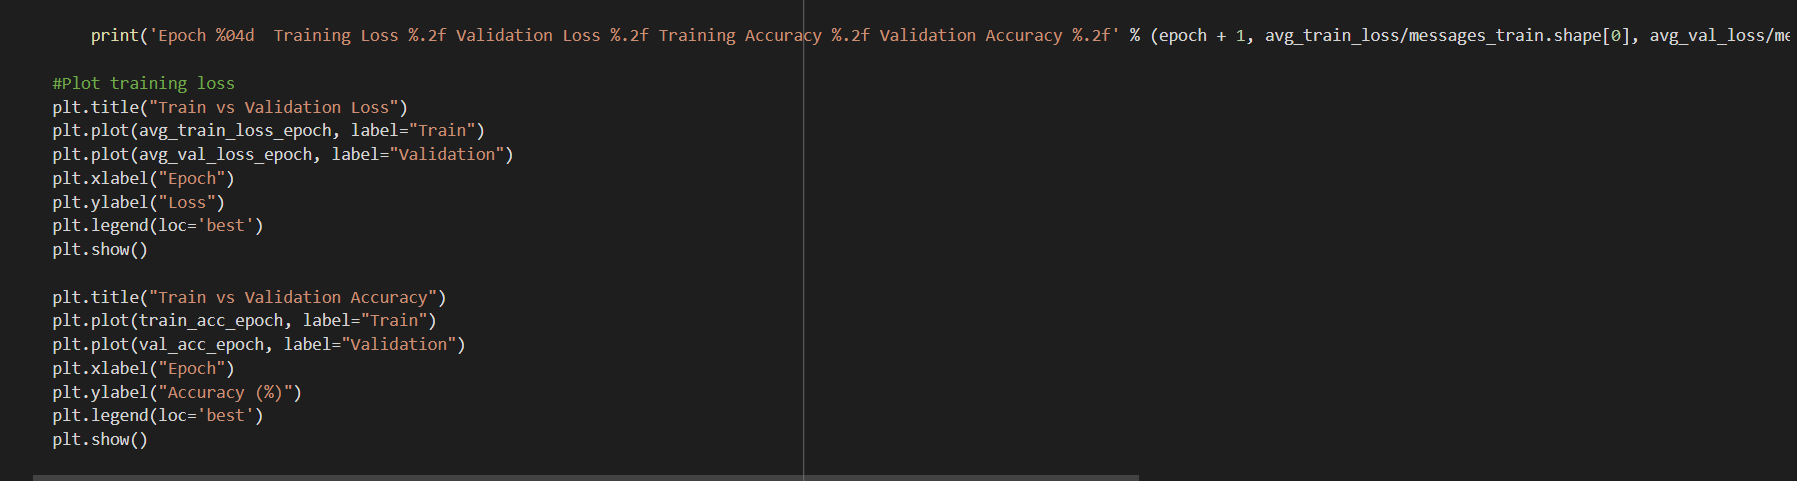 print('Epoch %04d  Training Loss %.2f Validation Loss %.2f Training Accuracy %.2f Validation Accuracy %.2f' % (epoch + 1, avg_train_loss/messages_train.shape[0], avg_val_loss/me
#Plot training loss
plt.title("Train vs Validation Loss")
plt.plot(avg_train_loss_epoch, label="Train")
plt.plot(avg_val_loss_epoch, label="Validation")
plt.xlabel("Epoch")
plt.ylabel("Loss")
plt.legend(loc='best')
plt.show()
plt.title("Train vs Validation Accuracy")
plt.plot(train_acc_epoch, label="Train")
plt.plot(val_acc_epoch, label="Validation")
plt.xlabel("Epoch")
plt.ylabel("Accuracy (%)")
plt.legend(loc='best')
plt.show()